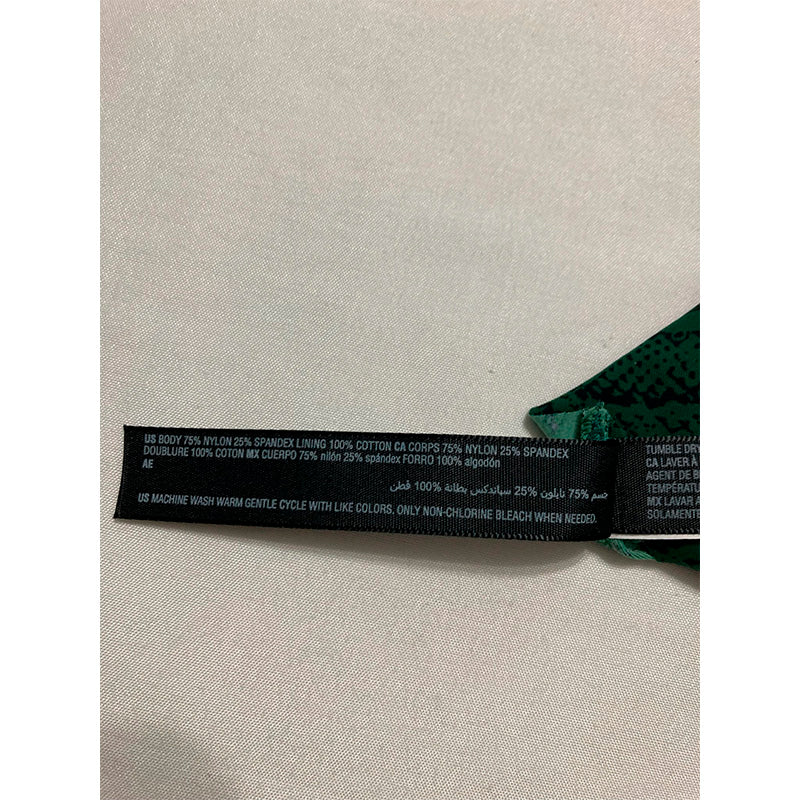 US BODY 75% NYLON 25% SPANDEX LINING 100% COTTON CA CORPS 75% NYLON 25% SPANDEX
DOUBLURE 100% COTON MX CUERPO 75% nilón 25% spándex FORRO 100% algodón
AE
جسم 75% نايلون 25% سباندكس بطانة 100% قطن
US MACHINE WASH WARM GENTLE CYCLE WITH LIKE COLORS, ONLY NON-CHLORINE BLEACH WHEN NEEDED.
TUMBLE DRY
CA LAVER À
AGENT DE B
TEMPÉRATU
MX LAVAR A
SOLAMENTE